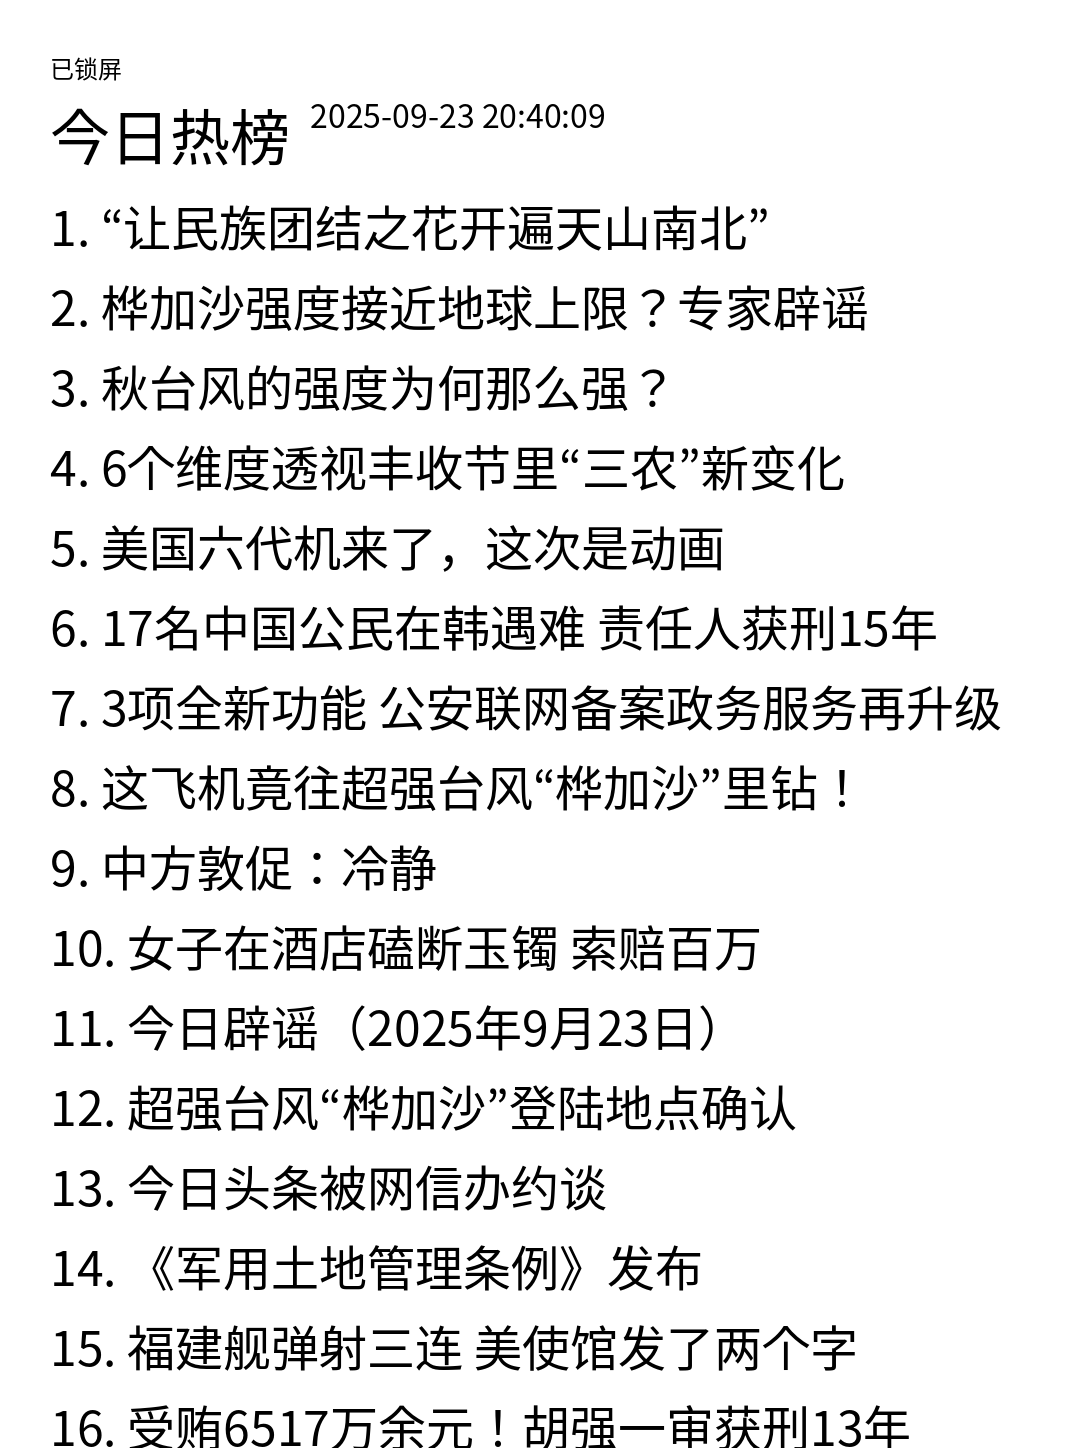 已锁屏
今日热榜 2025-09-23 20:40:09
1. “让民族团结之花开遍天山南北”
2. 桦加沙强度接近地球上限？专家辟谣
3. 秋台风的强度为何那么强？
4. 6个维度透视丰收节里“三农”新变化
5. 美国六代机来了，这次是动画
6. 17名中国公民在韩遇难 责任人获刑15年
7. 3项全新功能 公安联网备案政务服务再升级
8. 这飞机竟往超强台风“桦加沙”里钻！
9. 中方敦促：冷静
10. 女子在酒店磕断玉镯 索赔百万
11. 今日辟谣（2025年9月23日）
12. 超强台风“桦加沙”登陆地点确认
13. 今日头条被网信办约谈
14. 《军用土地管理条例》发布
15. 福建舰弹射三连 美使馆发了两个字
16. 受贿6517万余元！胡强一审获刑13年